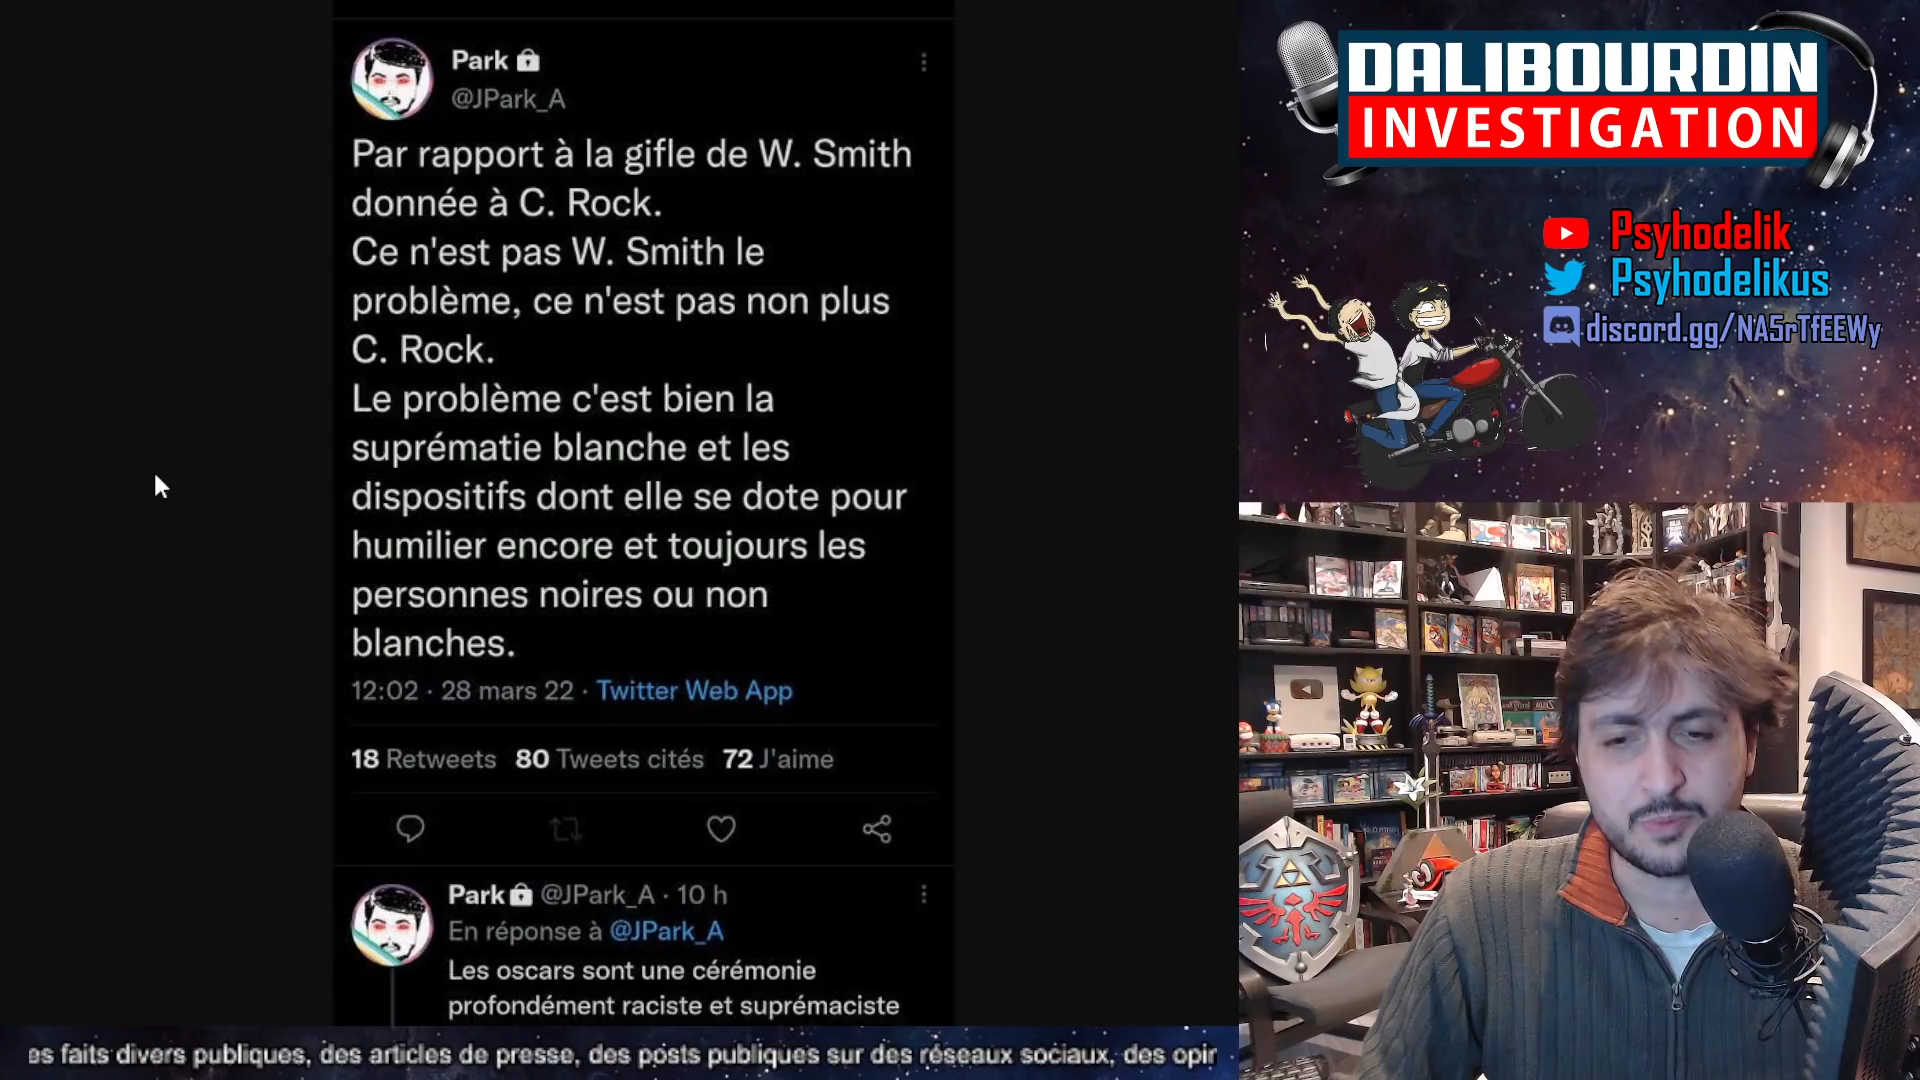 Park
@JPark_A
Par rapport à la gifle de W. Smith
donnée à C. Rock.
Ce n'est pas W. Smith le
problème, ce n'est pas non plus
C. Rock.
Le problème c'est bien la
suprématie blanche et les
dispositifs dont elle se dote pour
humilier encore et toujours les
personnes noires ou non
blanches.
12:02 · 28 mars 22 · Twitter Web App
18 Retweets 80 Tweets cités 72 J'aime
Park @JPark_A · 10 h
En réponse à @JPark_A
Les oscars sont une cérémonie
profondément raciste et suprémaciste
es faits divers publiques, des articles de presse, des posts publiques sur des réseaux sociaux, des opir
DALIBOURDIN
INVESTIGATION
Psyhodelik
Psyhodelikus
discord.gg/NA5rTfEEWy